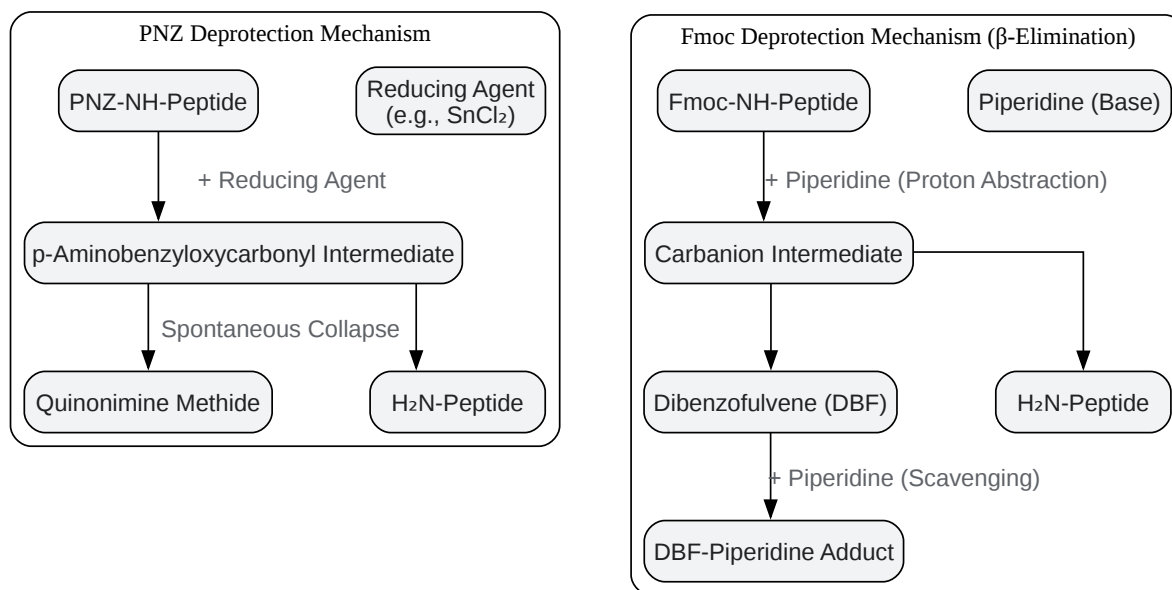 PNZ Deprotection Mechanism
PNZ-NH-Peptide
Reducing Agent
(e.g., SnCl₂)
+ Reducing Agent
p-Aminobenzyloxycarbonyl Intermediate
Spontaneous Collapse
Quinonimine Methide
H₂N-Peptide
Fmoc Deprotection Mechanism (β-Elimination)
Fmoc-NH-Peptide
Piperidine (Base)
+ Piperidine (Proton Abstraction)
Carbanion Intermediate
Dibenzofulvene (DBF)
H₂N-Peptide
+ Piperidine (Scavenging)
DBF-Piperidine Adduct